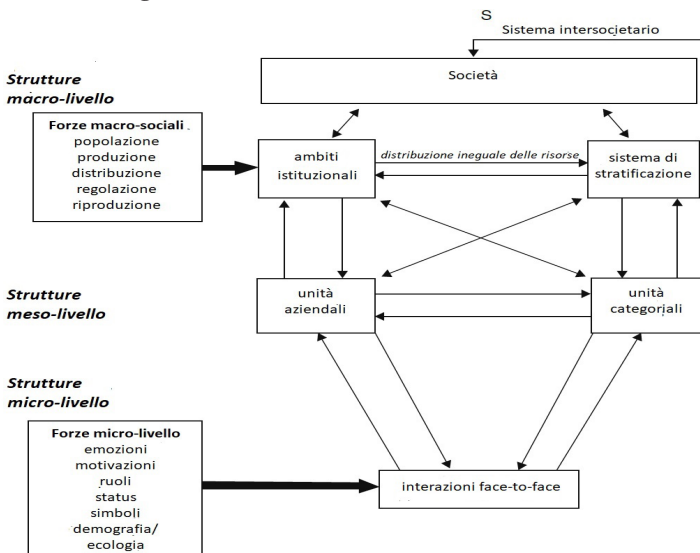 S
Sistema intersocietario
Società
Strutture
macro-livello
Forze macro-sociali
popolazione
produzione
distribuzione
regolazione
riproduzione
ambiti
istituzionali
distribuzione ineguale delle risorse
sistema di
stratificazione
Strutture
meso-livello
unità
aziendali
unità
categoriali
Strutture
micro-livello
Forze micro-livello
emozioni
motivazioni
ruoli
status
simboli
demografia/
ecologia
interazioni face-to-face